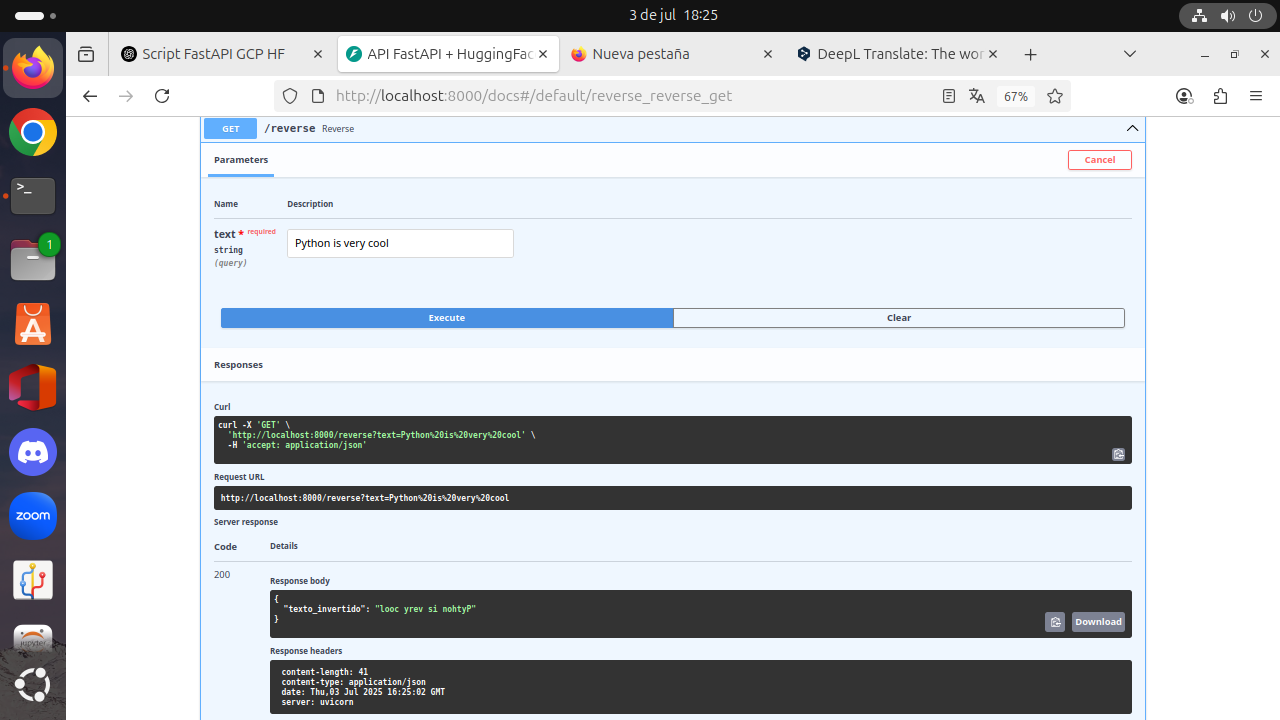 3 de jul 18:25
Script FastAPI GCP HF
API FastAPI + HuggingFac
Nueva pestaña
DeepL Translate: The wor
http://localhost:8000/docs#/default/reverse_reverse_get
67%
GET /reverse Reverse
Parameters
Cancel
Name Description
text * required
string
(query)
Python is very cool
Execute
Clear
Responses
Curl
curl -X 'GET' \
'http://localhost:8000/reverse?text=Python%20is%20very%20cool' \
-H 'accept: application/json'
Request URL
http://localhost:8000/reverse?text=Python%20is%20very%20cool
Server response
Code Details
200
Response body
{
"texto_invertido": "looc yrev si nohtyP"
}
Download
Response headers
content-length: 41
content-type: application/json
date: Thu,03 Jul 2025 16:25:02 GMT
server: uvicorn
>_
1
zoom
jupyter